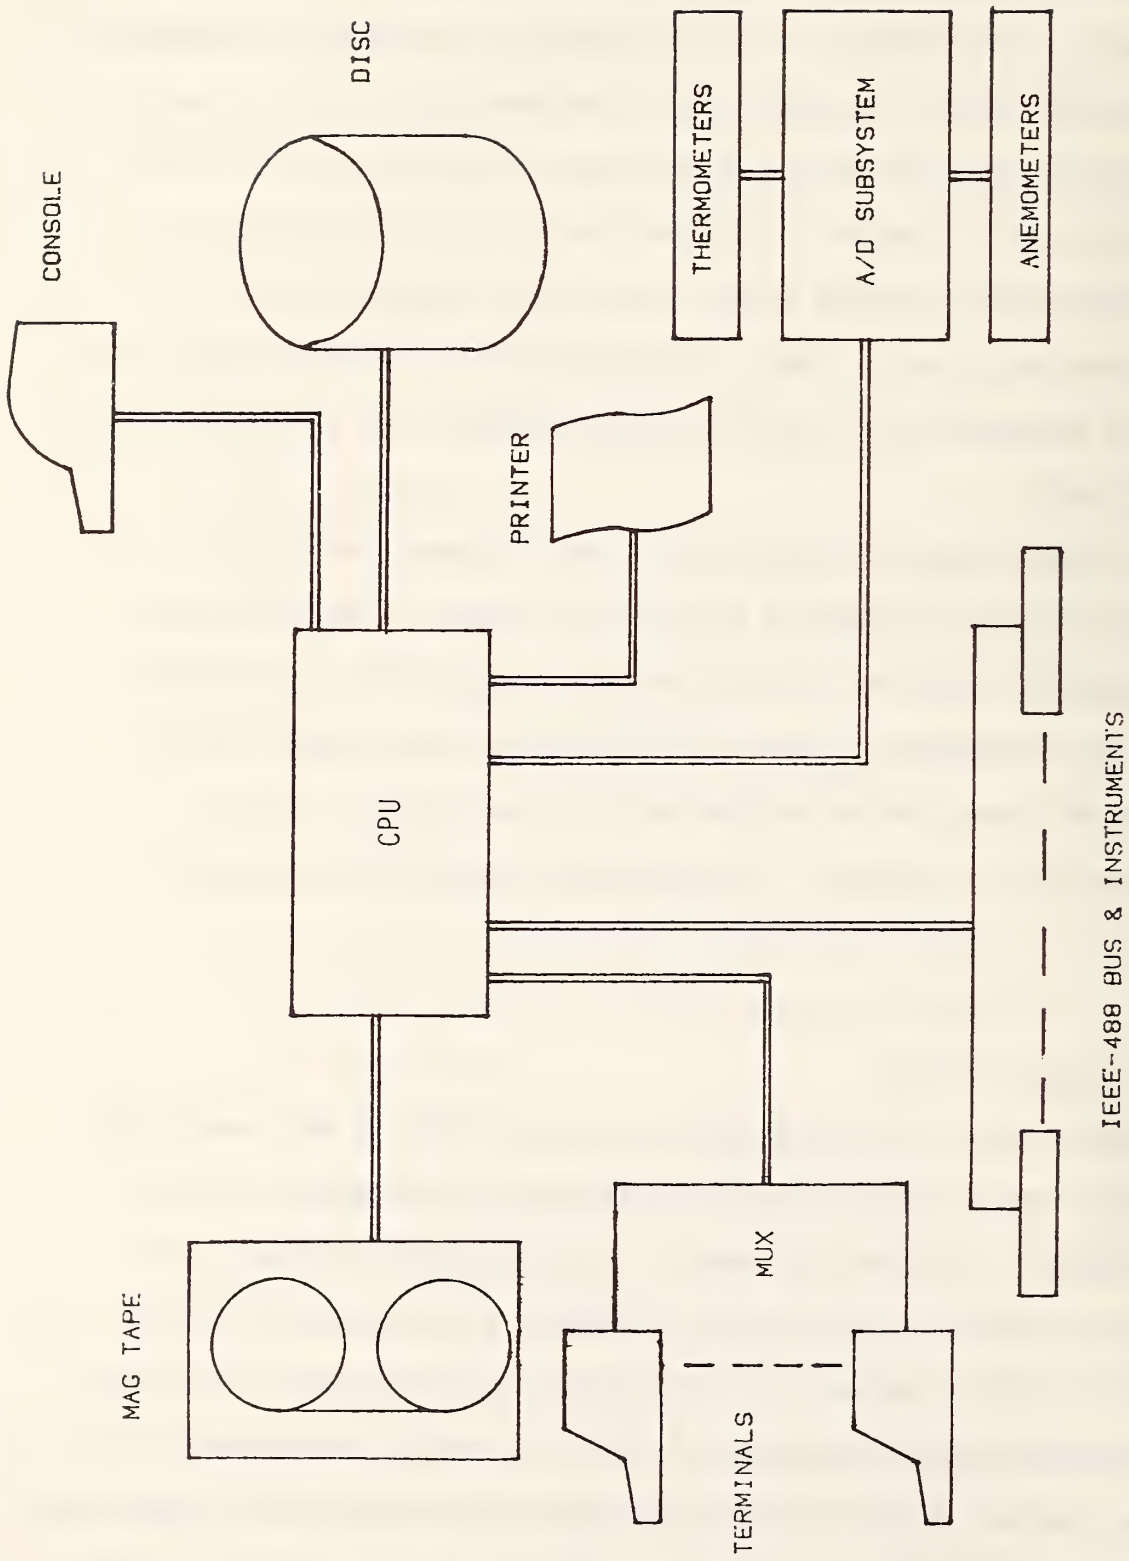 CONSOLE
DISC
MAG TAPE
CPU
PRINTER
THERMOMETERS
A/D SUBSYSTEM
ANEMOMETERS
MUX
TERMINALS
IEEE-488 BUS & INSTRUMENTS